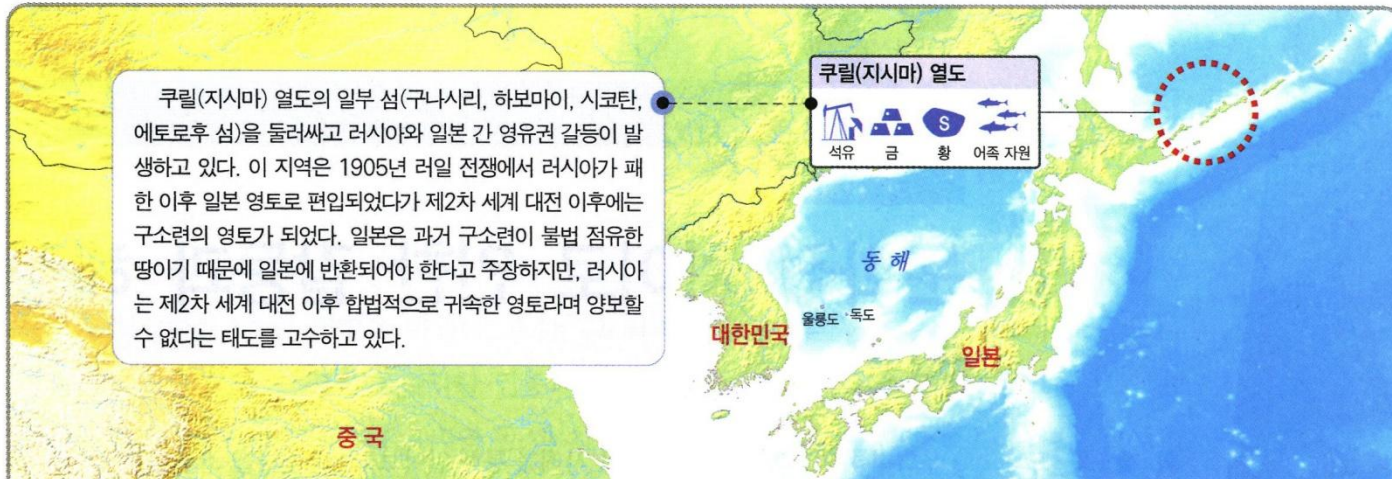 쿠릴(지시마) 열도의 일부 섬(구나시리, 하보마이, 시코탄,
에토로후 섬)을 둘러싸고 러시아와 일본 간 영유권 갈등이 발
생하고 있다. 이 지역은 1905년 러일 전쟁에서 러시아가 패
한 이후 일본 영토로 편입되었다가 제2차 세계 대전 이후에는
구소련의 영토가 되었다. 일본은 과거 구소련이 불법 점유한
땅이기 때문에 일본에 반환되어야 한다고 주장하지만, 러시아
는 제2차 세계 대전 이후 합법적으로 귀속한 영토라며 양보할
수 없다는 태도를 고수하고 있다.
쿠릴(지시마) 열도
S
석유 금 황 어족 자원
동해
울릉도 독도
대한민국
일본
중국